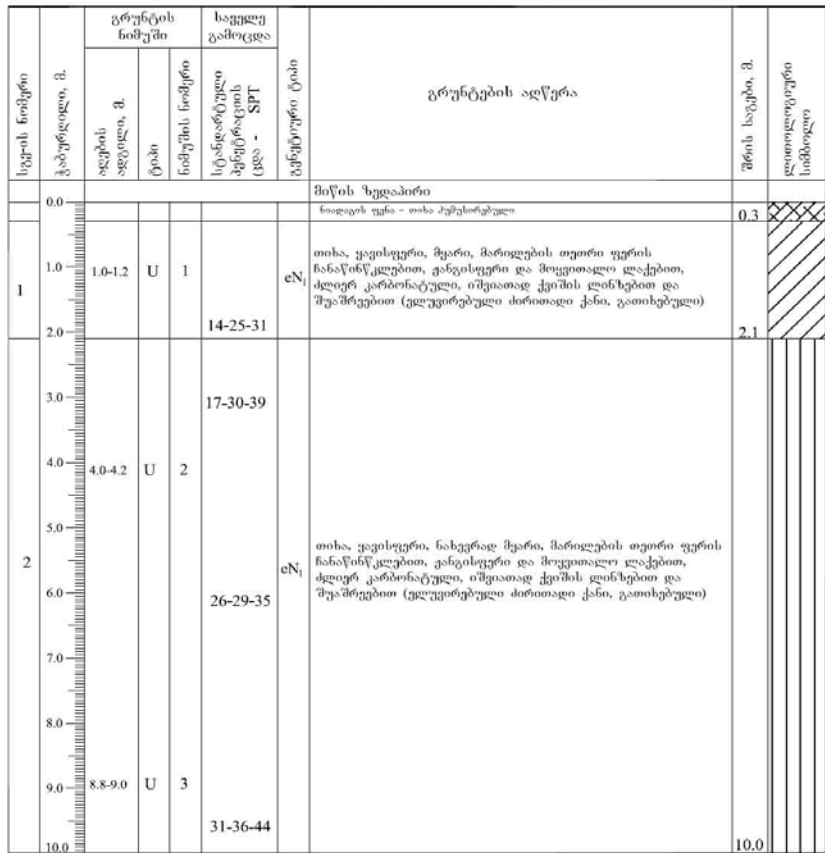 გრუნტის
ნიმუში
საველე
გამოცდა
სგე-ის ნომერი
ჭაბურღილი, მ.
აღების
ადგილი, მ.
ტიპი
ნიმუშის ნომერი
სტანდარტული
პენეტრაციის
ცდა - SPT
გენეტიური ტიპი
გრუნტების აღწერა
შრის საგები, მ.
ლითოლოგიური
სიმბოლო
მიწის ზედაპირი
0.0
ნიადაგის ფენა - თიხა ჰუმუსირებული
0.3
1
1.0
1.0-1.2 U 1
eN1
თიხა, ყავისფერი, მყარი, მარილების თეთრი ფერის
ჩანაწინწკლებით, ჟანგისფერი და მოყვითალო ლაქებით,
ძლიერ კარბონატული, იშვიათად ქვიშის ლინზებით და
შუაშრეებით (ელუვირებული ძირითადი ქანი, გათიხებული)
14-25-31
2.0
2.1
3.0
17-30-39
4.0
4.0-4.2 U 2
5.0
2
eN1
თიხა, ყავისფერი, ნახევრად მყარი, მარილების თეთრი ფერის
ჩანაწინწკლებით, ჟანგისფერი და მოყვითალო ლაქებით,
ძლიერ კარბონატული, იშვიათად ქვიშის ლინზებით და
შუაშრეებით (ელუვირებული ძირითადი ქანი, გათიხებული)
6.0
26-29-35
7.0
8.0
9.0
8.8-9.0 U 3
31-36-44
10.0
10.0